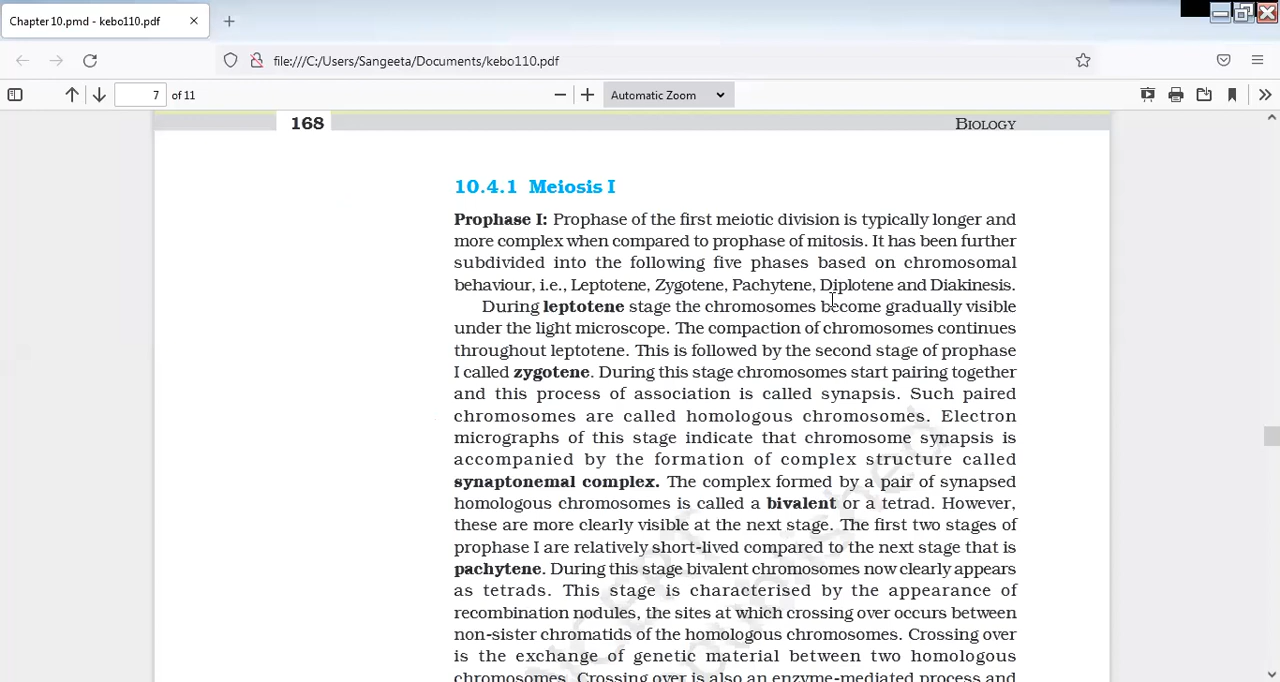 Chapter 10.pmd - kebo110.pdf
file:///C:/Users/Sangeeta/Documents/kebo110.pdf
7 of 11
Automatic Zoom
168
BIOLOGY
10.4.1 Meiosis I
Prophase I: Prophase of the first meiotic division is typically longer and
more complex when compared to prophase of mitosis. It has been further
subdivided into the following five phases based on chromosomal
behaviour, i.e., Leptotene, Zygotene, Pachytene, Diplotene and Diakinesis.
During leptotene stage the chromosomes become gradually visible
under the light microscope. The compaction of chromosomes continues
throughout leptotene. This is followed by the second stage of prophase
I called zygotene. During this stage chromosomes start pairing together
and this process of association is called synapsis. Such paired
chromosomes are called homologous chromosomes. Electron
micrographs of this stage indicate that chromosome synapsis is
accompanied by the formation of complex structure called
synaptonemal complex. The complex formed by a pair of synapsed
homologous chromosomes is called a bivalent or a tetrad. However,
these are more clearly visible at the next stage. The first two stages of
prophase I are relatively short-lived compared to the next stage that is
pachytene. During this stage bivalent chromosomes now clearly appears
as tetrads. This stage is characterised by the appearance of
recombination nodules, the sites at which crossing over occurs between
non-sister chromatids of the homologous chromosomes. Crossing over
is the exchange of genetic material between two homologous
chromosomes. Crossing over is also an enzyme-mediated process and